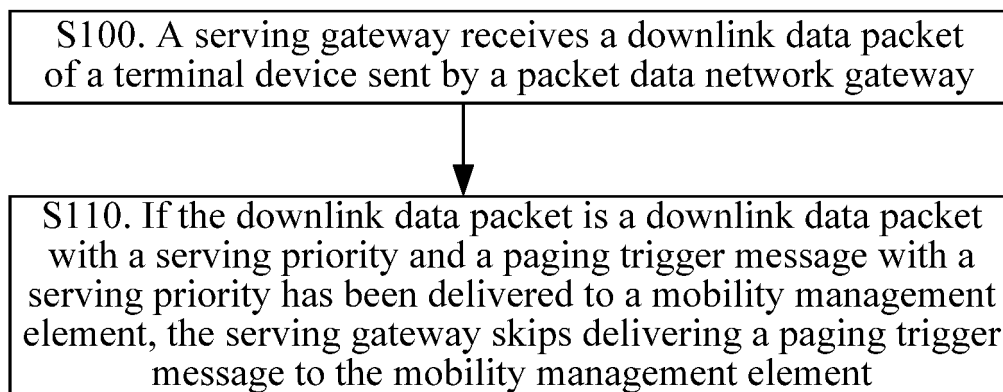 S100. A serving gateway receives a downlink data packet
of a terminal device sent by a packet data network gateway
S110. If the downlink data packet is a downlink data packet
with a serving priority and a paging trigger message with a
serving priority has been delivered to a mobility management
element, the serving gateway skips delivering a paging trigger
message to the mobility management element